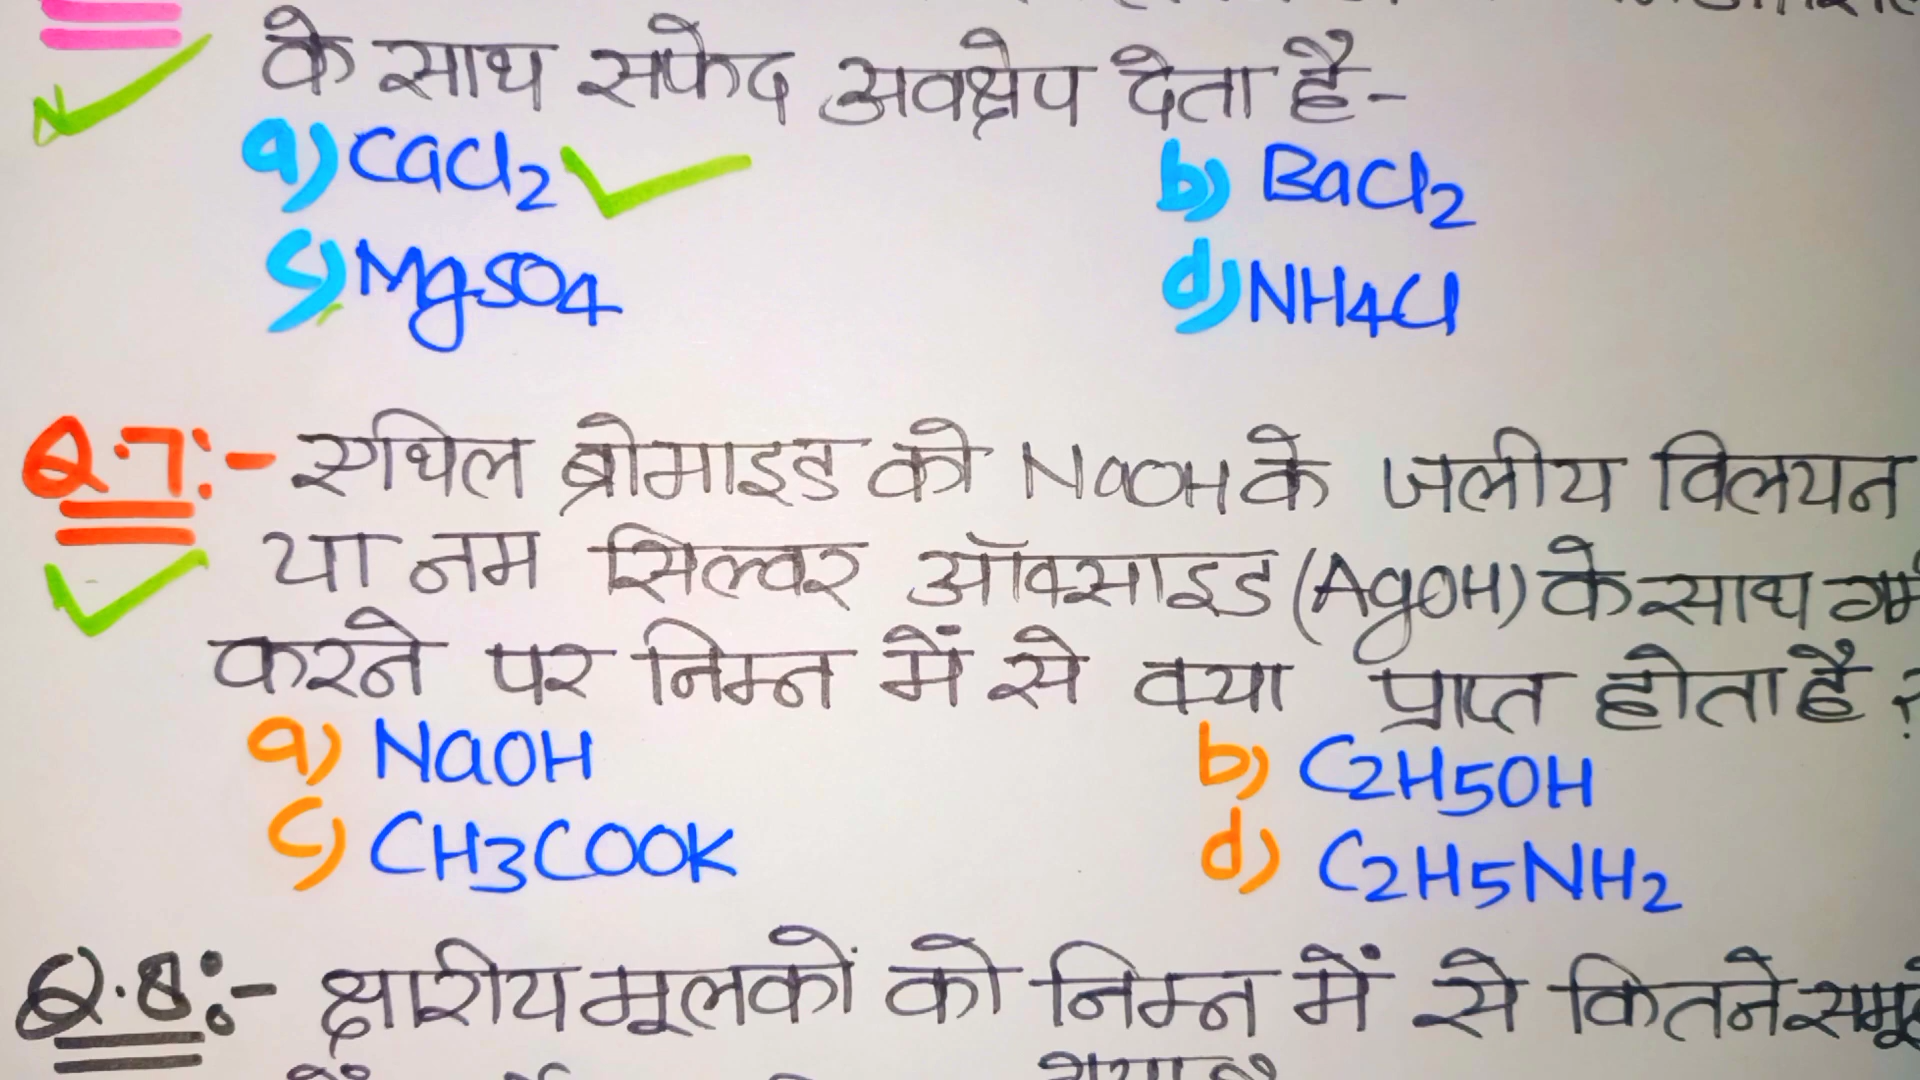 के साथ सफेद अवक्षेप देता है-
a) CaCl2
b) BaCl2
c) MgSO4
d) NH4Cl
Q.7:- एथिल ब्रोमाइड को NaOH के जलीय विलयन
या नम सिल्वर ऑक्साइड (AgOH) के साथ गर्म
करने पर निम्न में से क्या प्राप्त होता है?
a) NaOH
b) C2H5OH
c) CH3COOK
d) C2H5NH2
Q.8:- क्षारीय मूलकों को निम्न में से कितने